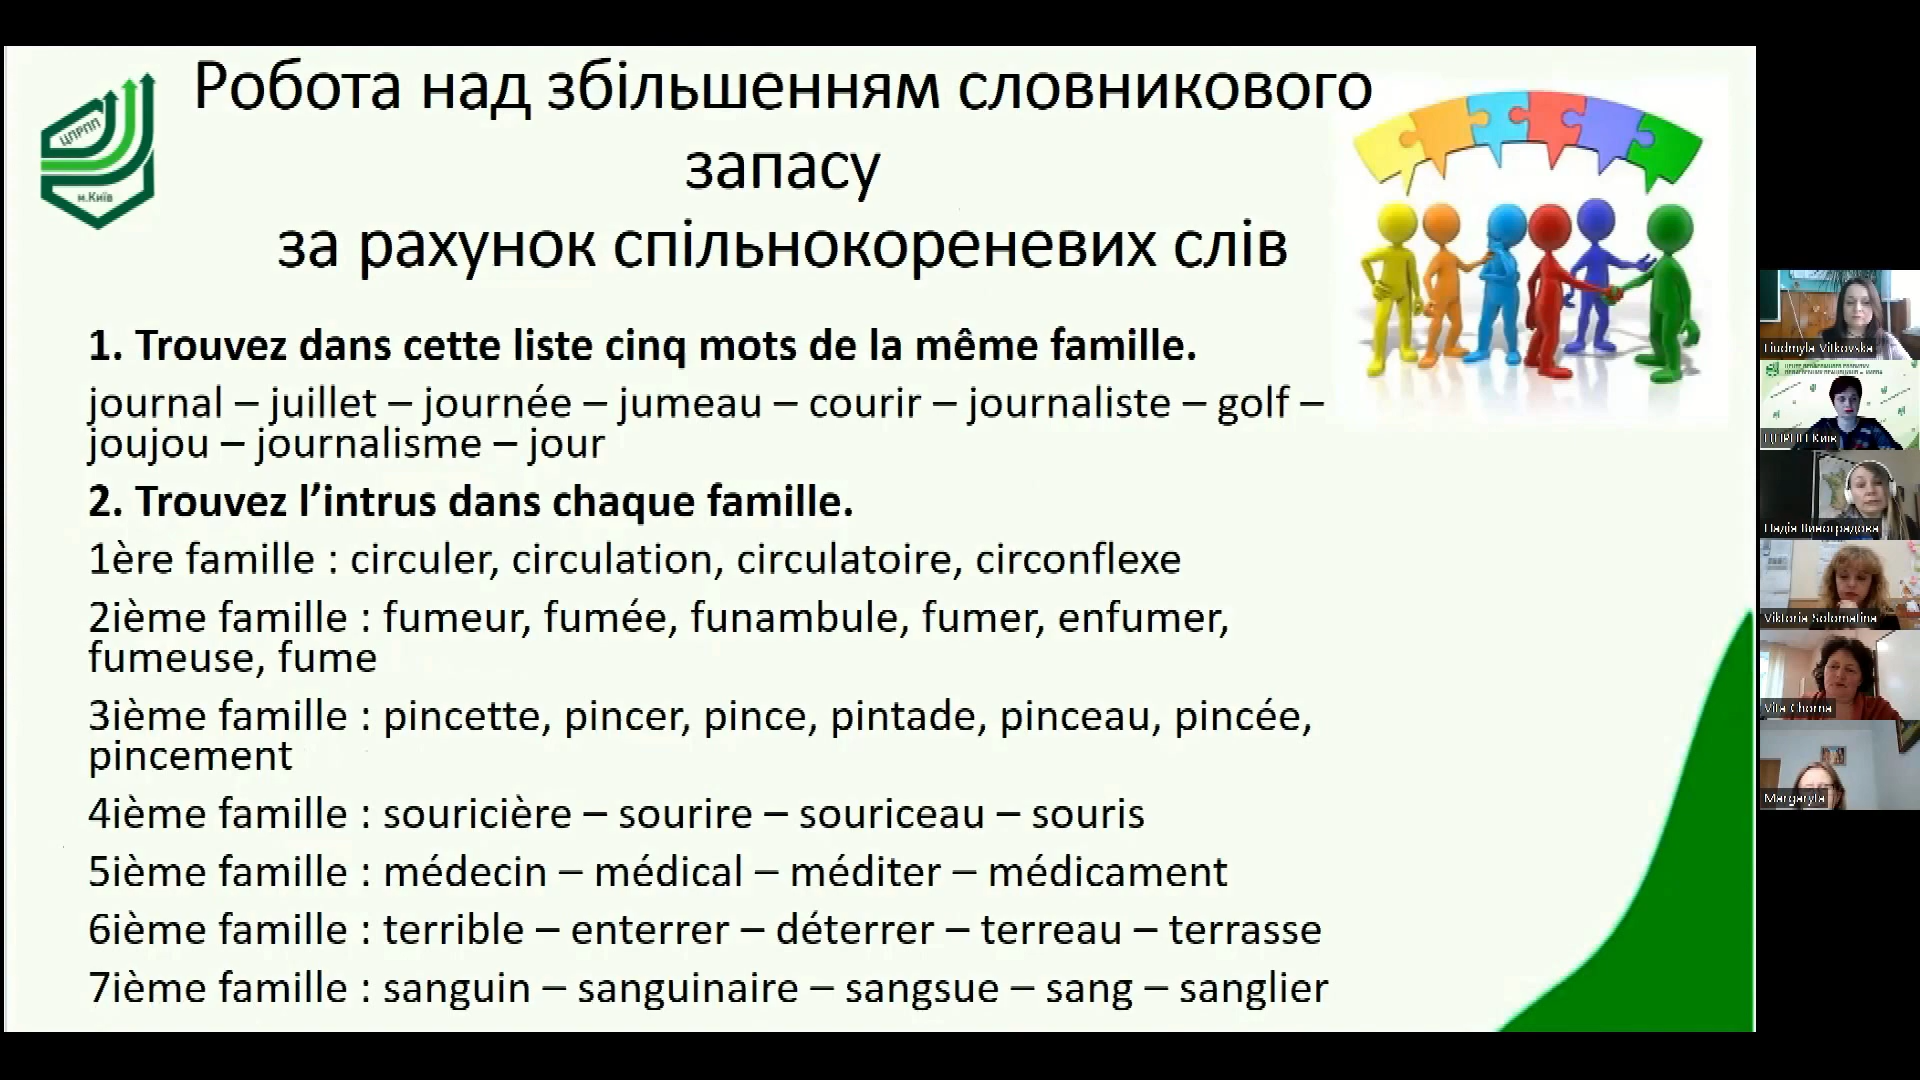 ЦПРПП
м.Київ
Робота над збільшенням словникового
запасу
за рахунок спільнокореневих слів
1. Trouvez dans cette liste cinq mots de la même famille.
journal – juillet – journée – jumeau – courir – journaliste – golf –
joujou – journalisme – jour
2. Trouvez l’intrus dans chaque famille.
1ère famille : circuler, circulation, circulatoire, circonflexe
2ième famille : fumeur, fumée, funambule, fumer, enfumer,
fumeuse, fume
3ième famille : pincette, pincer, pince, pintade, pinceau, pincée,
pincement
4ième famille : souricière – sourire – souriceau – souris
5ième famille : médecin – médical – méditer – médicament
6ième famille : terrible – enterrer – déterrer – terreau – terrasse
7ième famille : sanguin – sanguinaire – sangsue – sang – sanglier
Liudmyla Vitkovska
ЦПРПП Київ
Надія Виноградова
Viktoria Solomatina
Vita Chorna
Margaryta